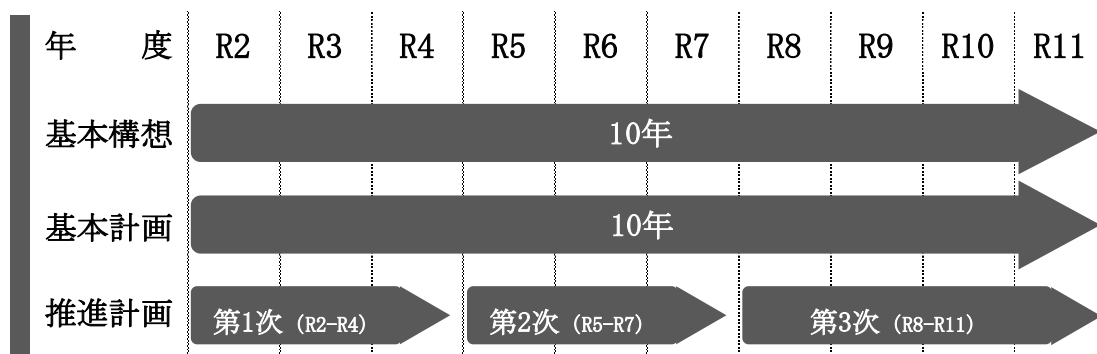 年　　度 R2 R3 R4 R5 R6 R7 R8 R9 R10 R11
基本構想 10年
基本計画 10年
推進計画 第1次（R2-R4） 第2次（R5-R7） 第3次（R8-R11）